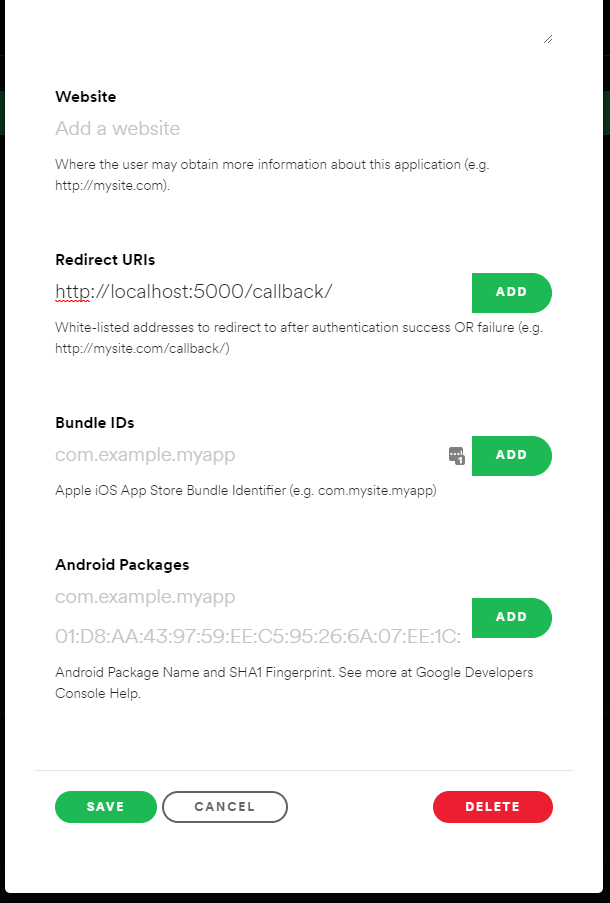 Website
Add a website
Where the user may obtain more information about this application (e.g.
http://mysite.com).
Redirect URIs
http://localhost:5000/callback/
ADD
White-listed addresses to redirect to after authentication success OR failure (e.g.
http://mysite.com/callback/)
Bundle IDs
com.example.myapp
1
ADD
Apple iOS App Store Bundle Identifier (e.g. com.mysite.myapp)
Android Packages
com.example.myapp
ADD
01:D8:AA:43:97:59:EE:C5:95:26:6A:07:EE:1C:
Android Package Name and SHA1 Fingerprint. See more at Google Developers
Console Help.
SAVE CANCEL DELETE